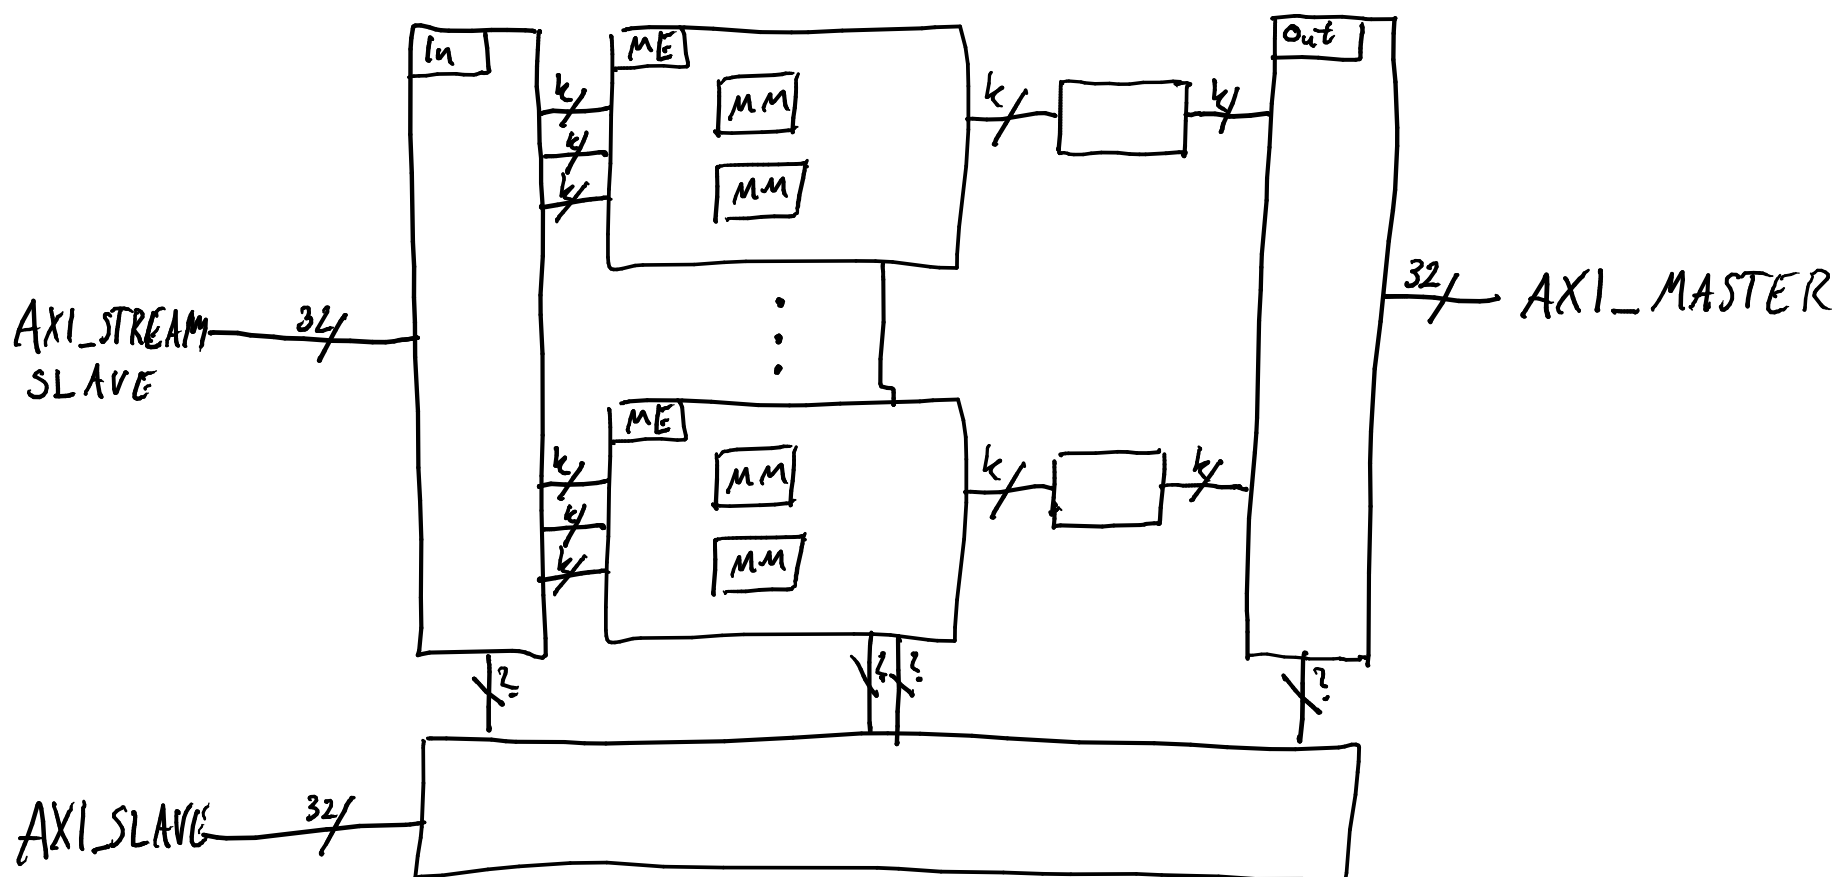 In
ME
Out
k
k
k
MM
MM
k
k
AXI_STREAM
SLAVE
32
32
AXI_MASTER
ME
k
k
k
MM
MM
k
k
?
?
?
?
AXI_SLAVE
32